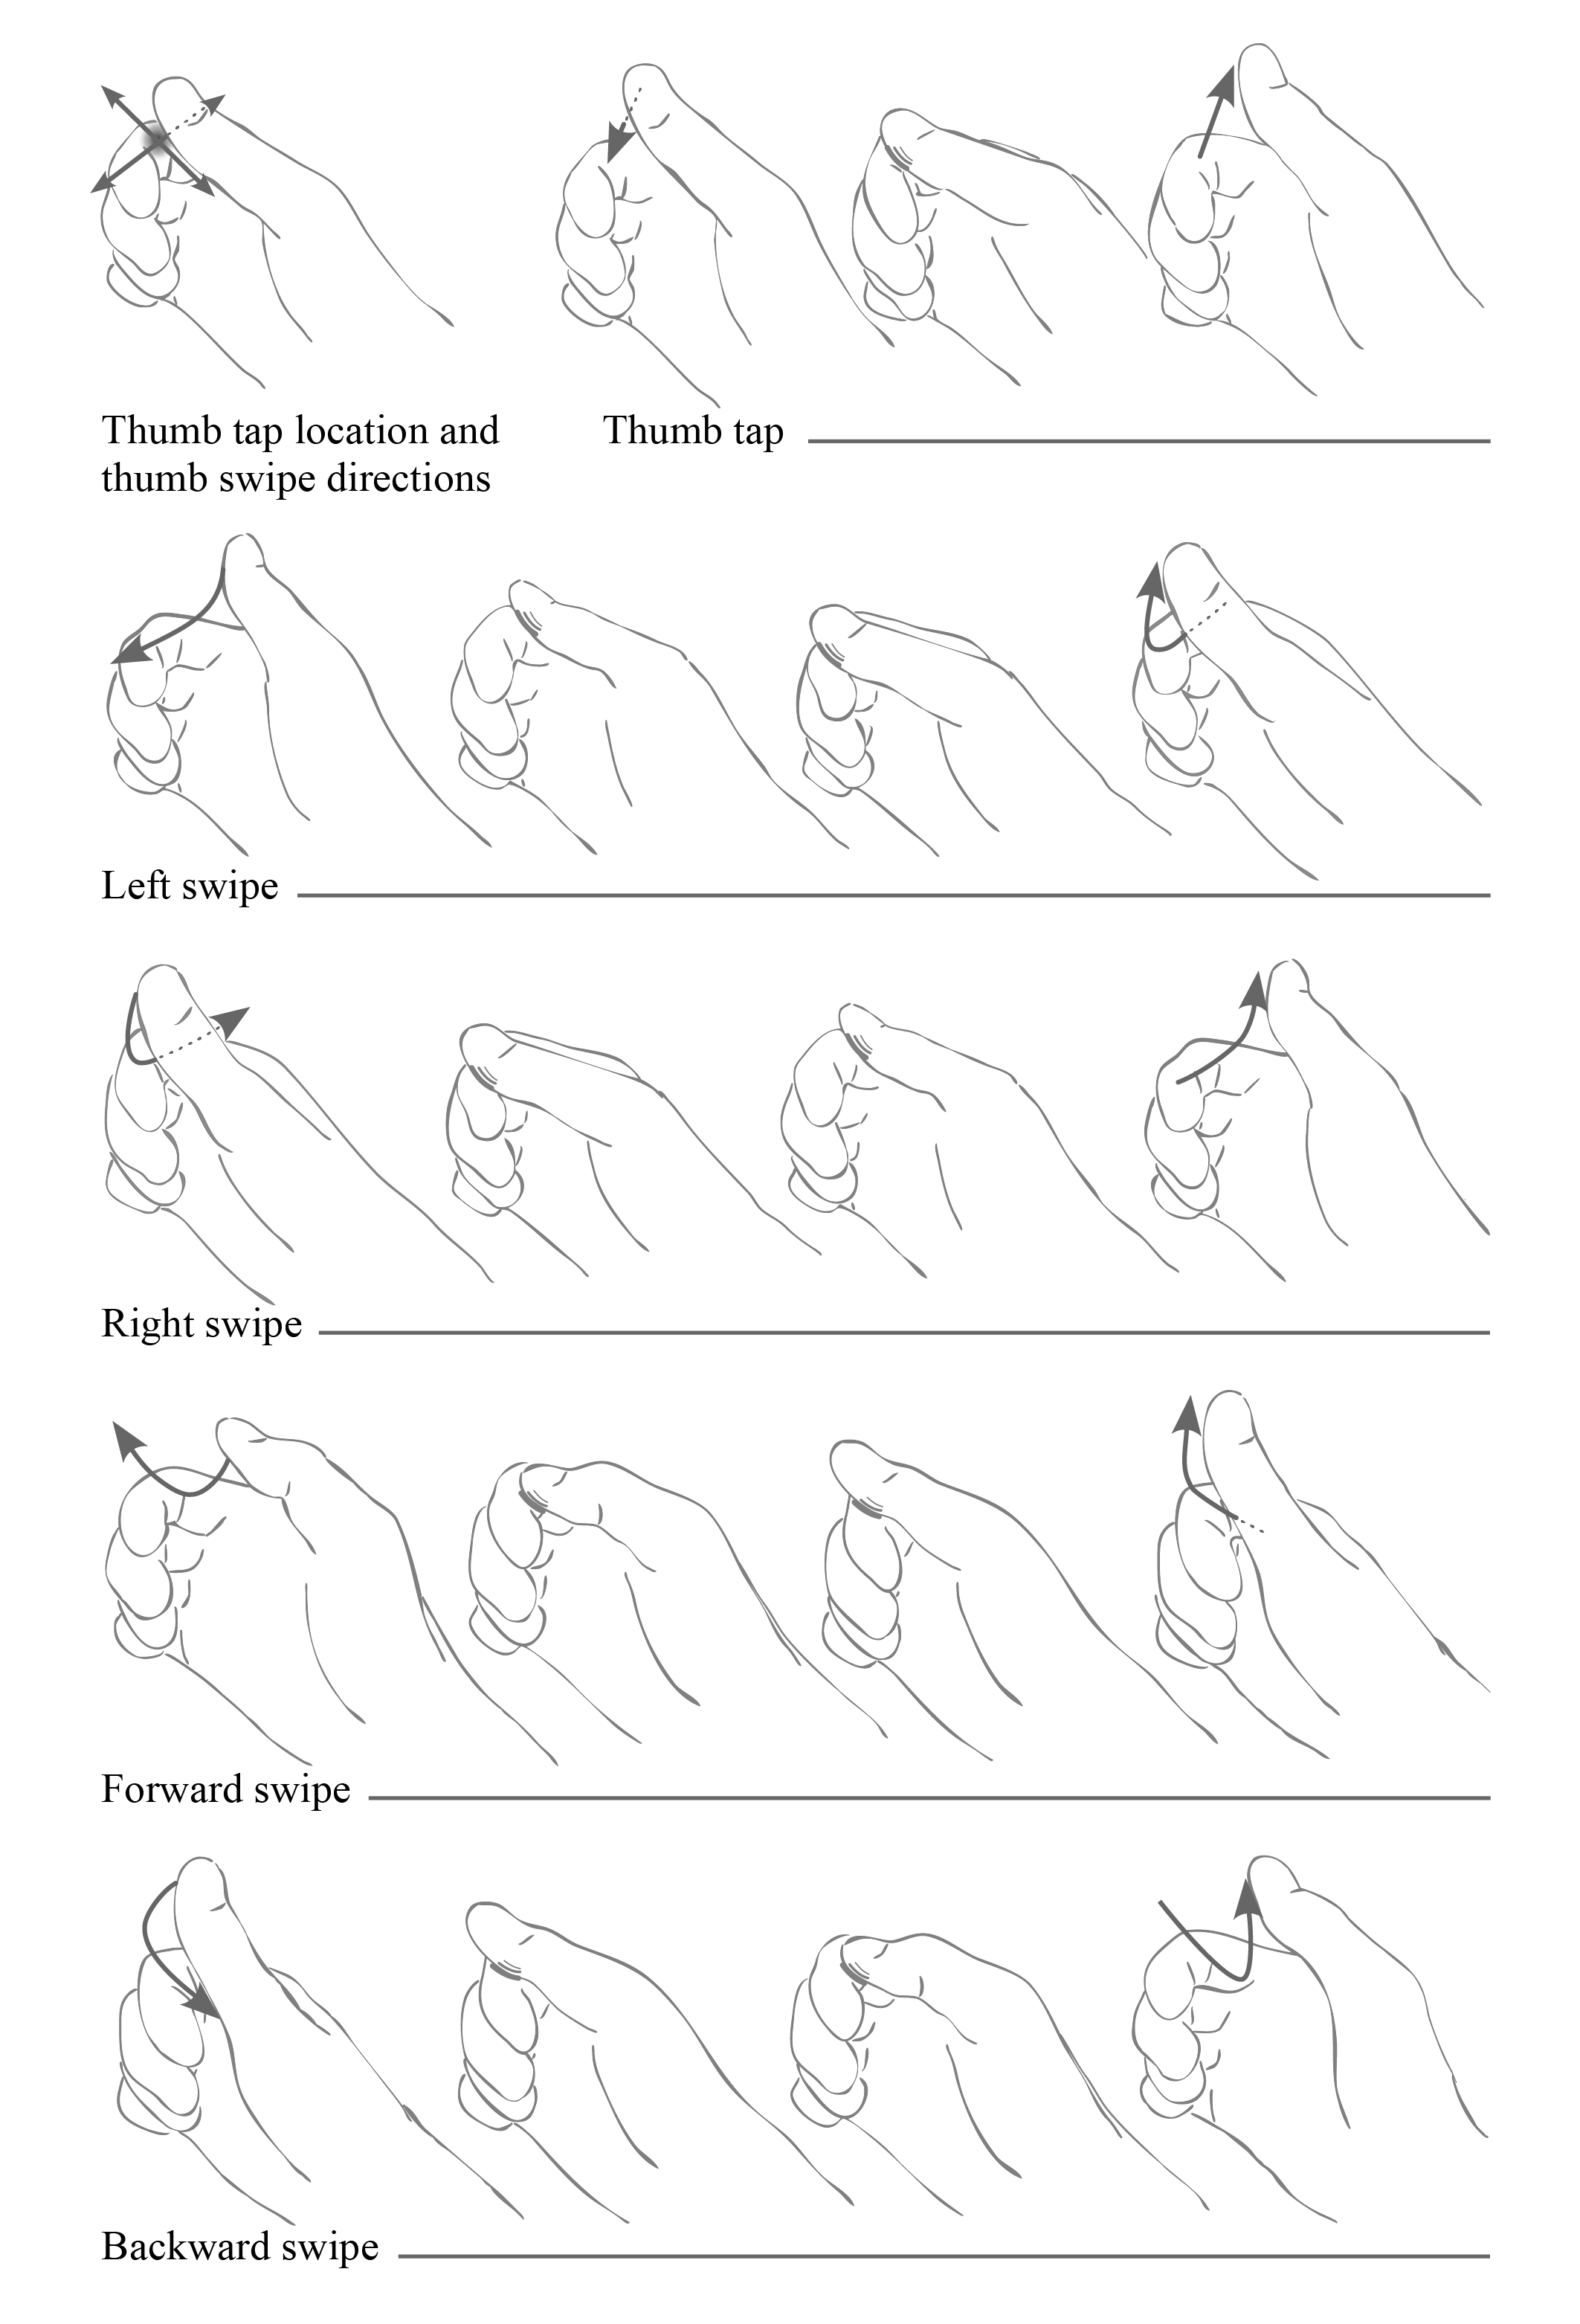 Thumb tap location and
thumb swipe directions
Thumb tap
Left swipe
Right swipe
Forward swipe
Backward swipe